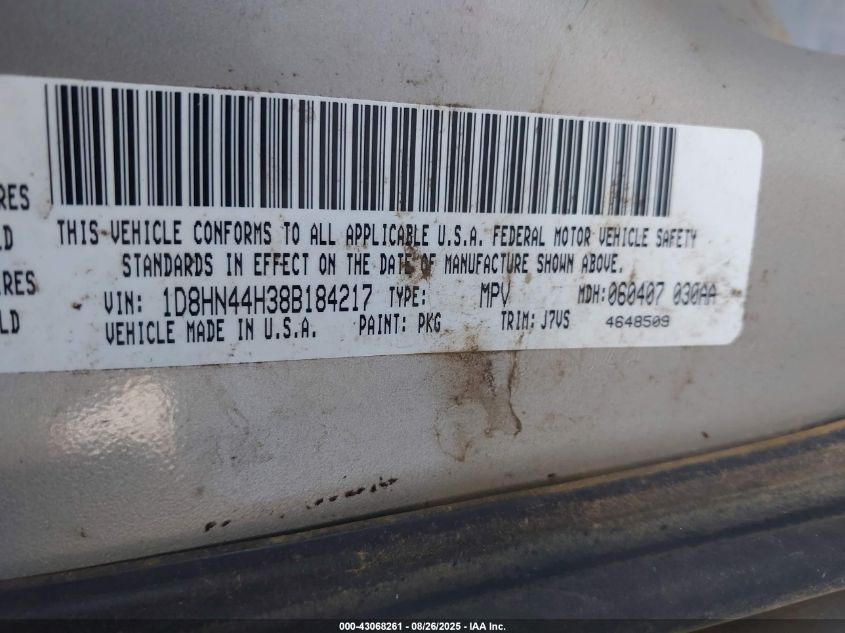 RES
LD
IRES
LD
THIS VEHICLE CONFORMS TO ALL APPLICABLE U.S.A. FEDERAL MOTOR VEHICLE SAFETY
STANDARDS IN EFFECT ON THE DATE OF MANUFACTURE SHOWN ABOVE.
VIN: 1D8HN44H38B184217 TYPE: MPV MDH:060407 030AA
VEHICLE MADE IN U.S.A. PAINT: PKG TRIM: J7VS 4648509
000-43068261 - 08/26/2025 - IAA Inc.